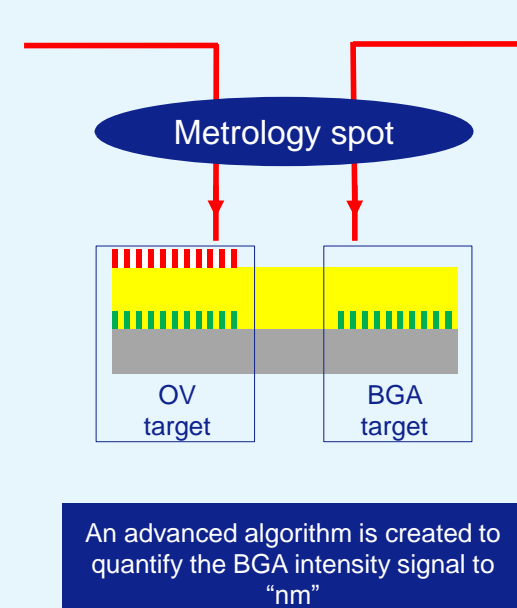 Metrology spot
OV
target
BGA
target
An advanced algorithm is created to
quantify the BGA intensity signal to
“nm”